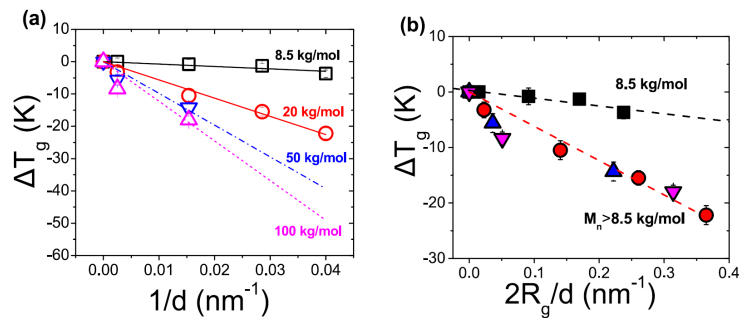 (a)
10
0
-10
-20
-30
-40
-50
-60
ΔTg (K)
8.5 kg/mol
20 kg/mol
50 kg/mol
100 kg/mol
0.00 0.01 0.02 0.03 0.04
1/d (nm⁻¹)
(b)
10
0
-10
-20
-30
ΔTg (K)
8.5 kg/mol
Mn>8.5 kg/mol
0.0 0.1 0.2 0.3 0.4
2Rg/d (nm⁻¹)